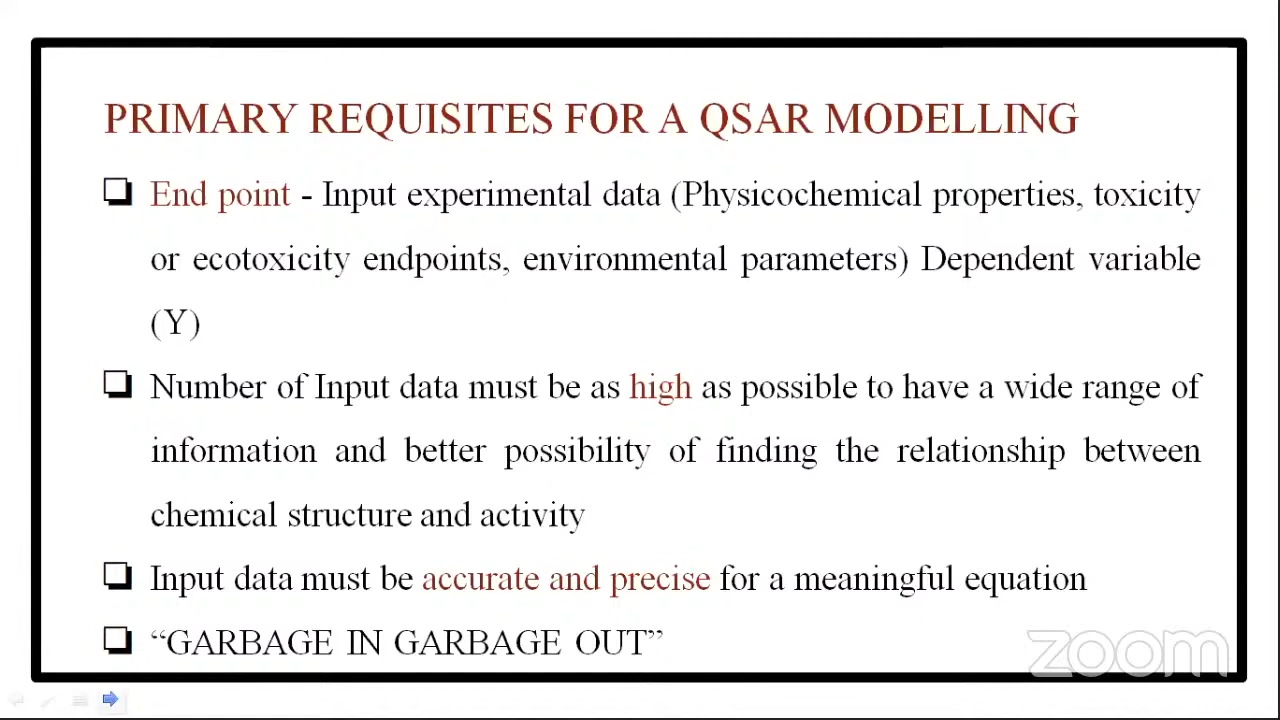 PRIMARY REQUISITES FOR A QSAR MODELLING
End point - Input experimental data (Physicochemical properties, toxicity
or ecotoxicity endpoints, environmental parameters) Dependent variable
(Y)
Number of Input data must be as high as possible to have a wide range of
information and better possibility of finding the relationship between
chemical structure and activity
Input data must be accurate and precise for a meaningful equation
“GARBAGE IN GARBAGE OUT”
zoom